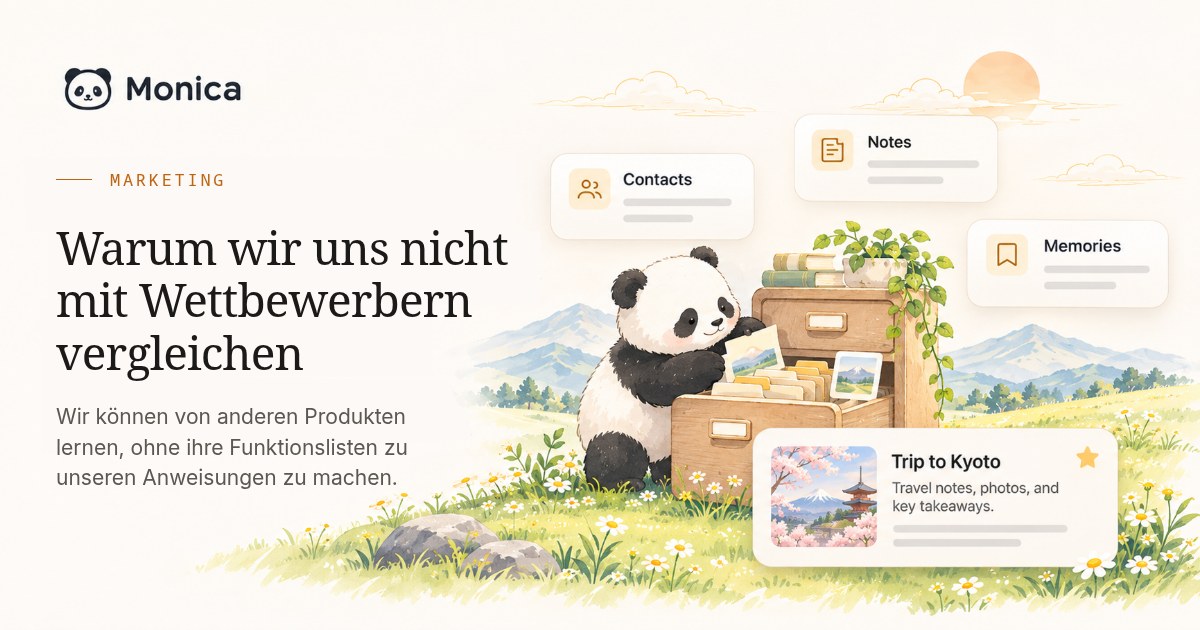 Monica
MARKETING
Warum wir uns nicht
mit Wettbewerbern
vergleichen
Wir können von anderen Produkten
lernen, ohne ihre Funktionslisten zu
unseren Anweisungen zu machen.
Contacts
Notes
Memories
Trip to Kyoto
Travel notes, photos, and
key takeaways.